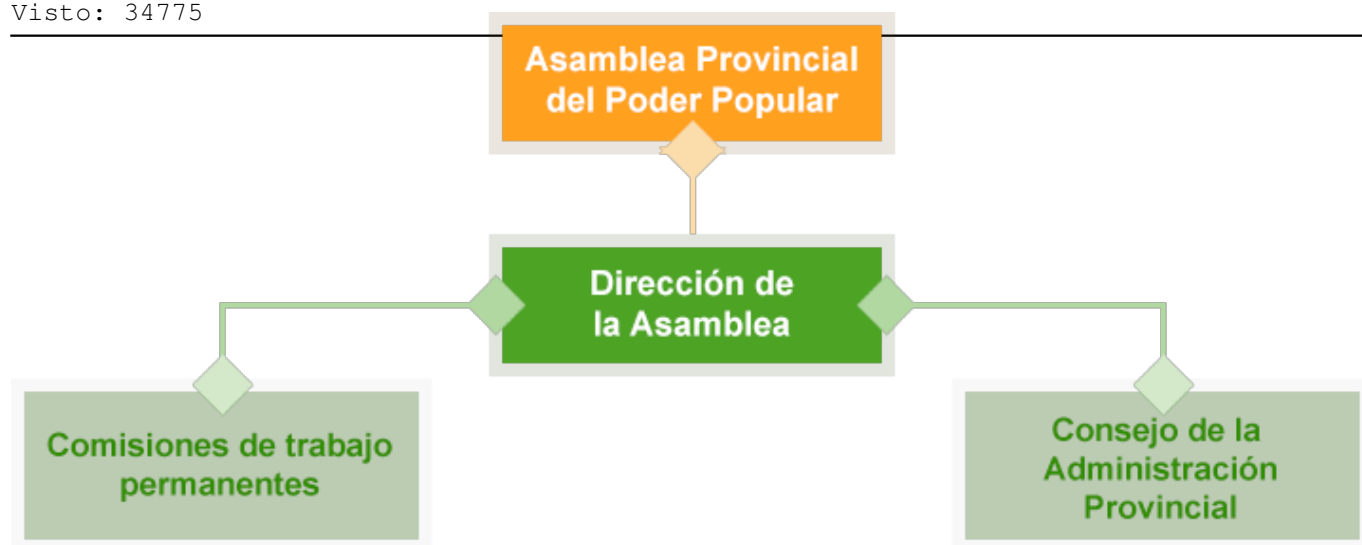 Visto: 34775
Asamblea Provincial
del Poder Popular
Dirección de
la Asamblea
Comisiones de trabajo
permanentes
Consejo de la
Administración
Provincial